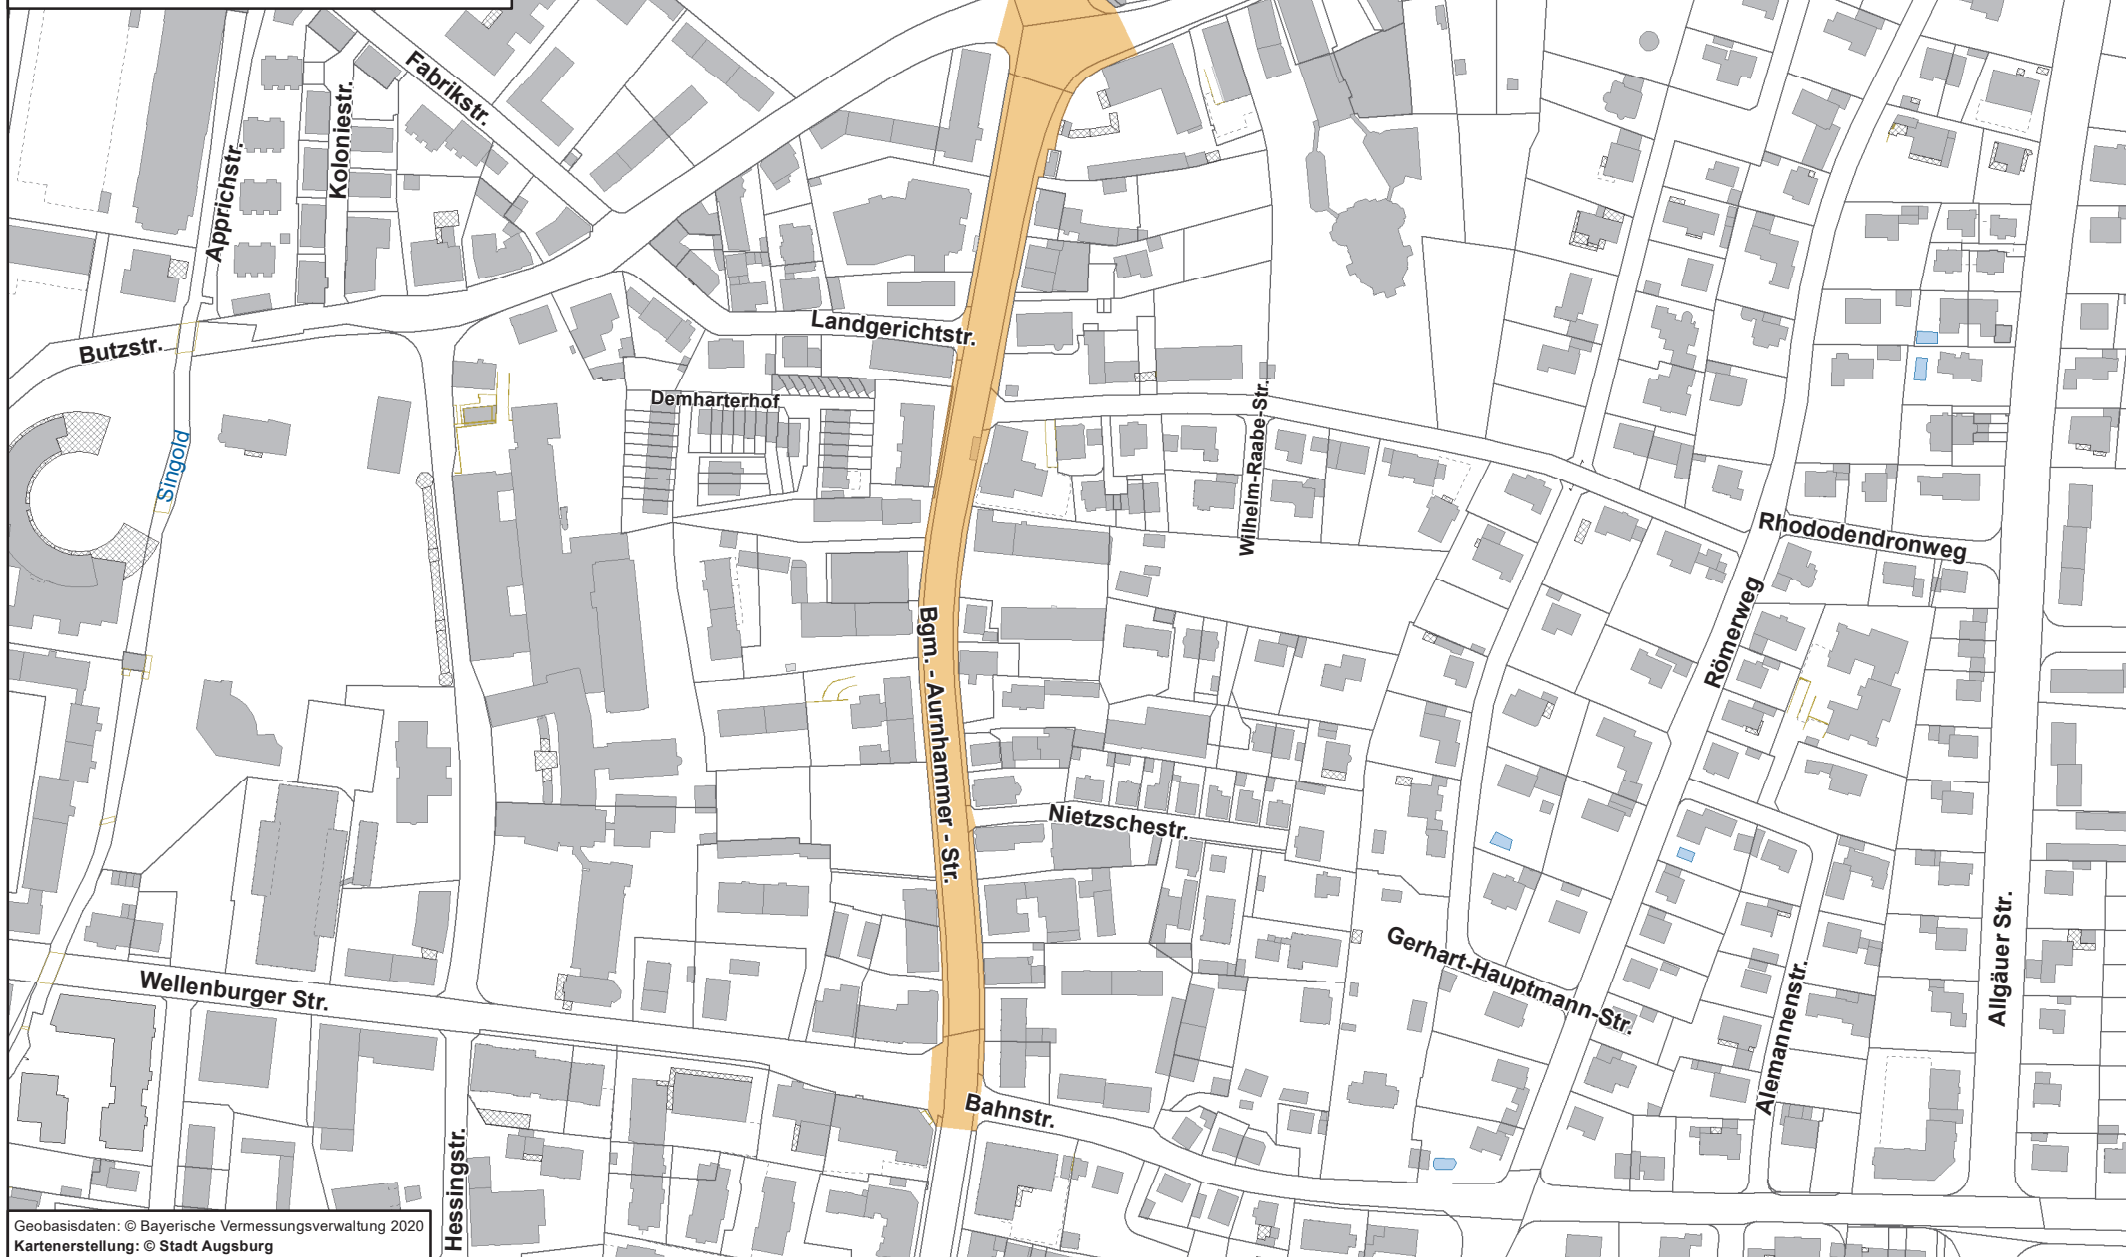 Fabrikstr.
Koloniestr.
Apprichstr.
Butzstr.
Landgerichtstr.
Demharterhof
Singold
Wilhelm-Raabe-Str.
Rhododendronweg
Römerweg
Bgm. - Aurnhammer - Str.
Nietzschestr.
Gerhart-Hauptmann-Str.
Allgäuer Str.
Alemannenstr.
Wellenburger Str.
Bahnstr.
Hessingstr.
Geobasisdaten: © Bayerische Vermessungsverwaltung 2020
Kartenerstellung: © Stadt Augsburg